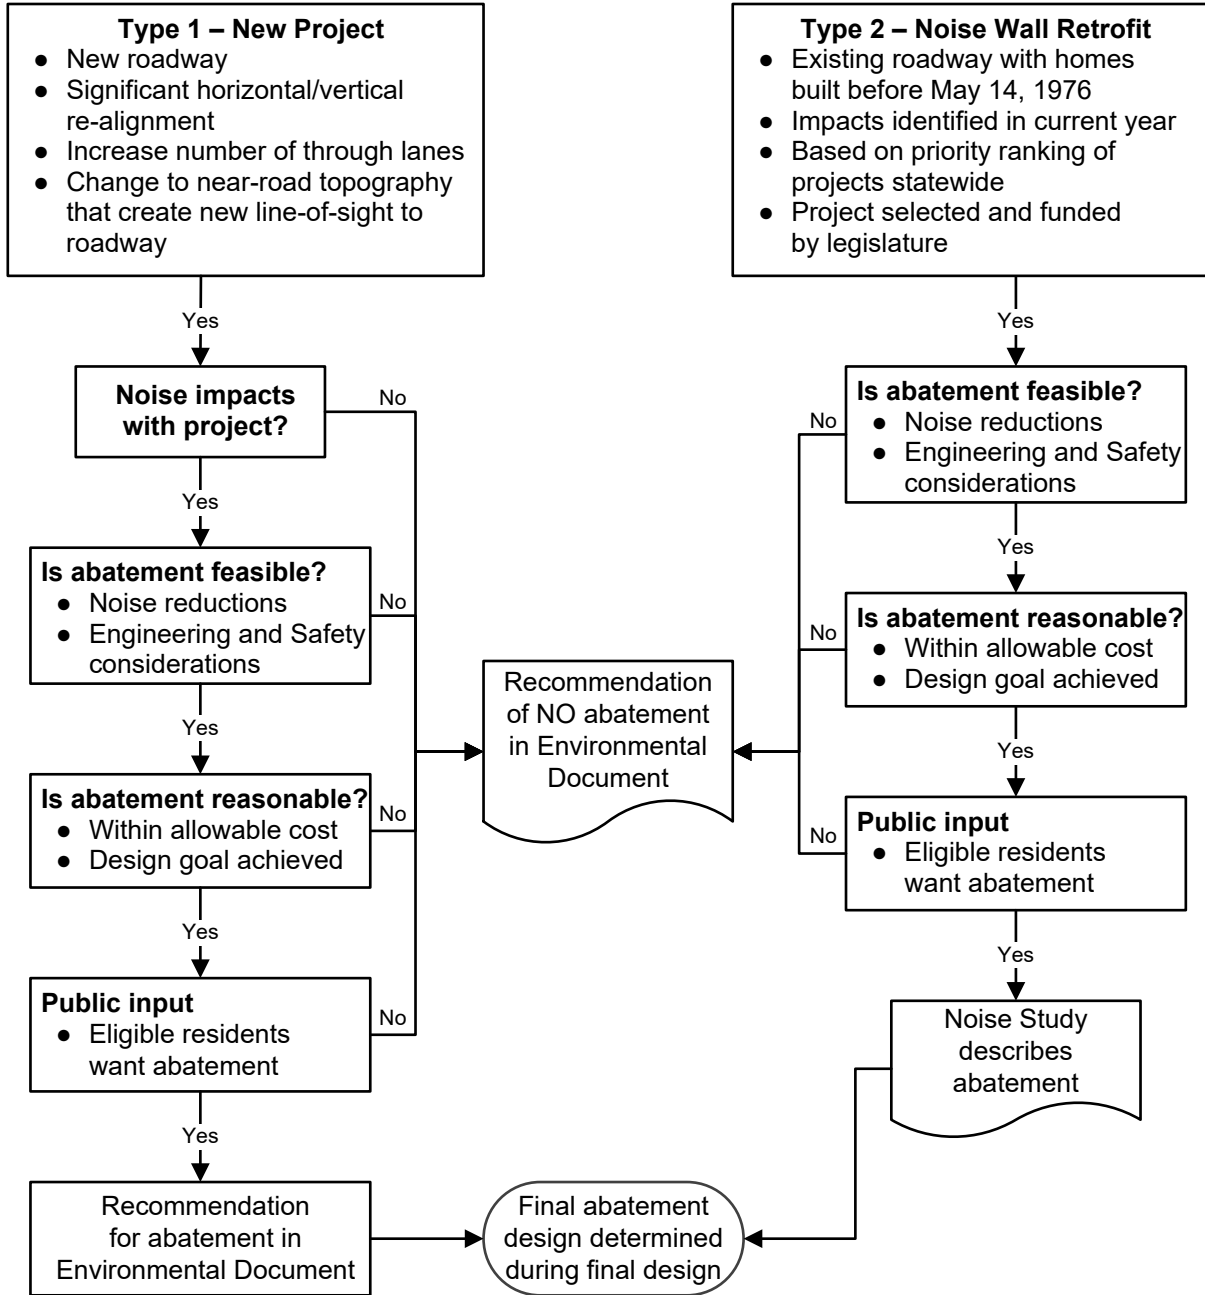 Type 1 – New Project
● New roadway
● Significant horizontal/vertical
re-alignment
● Increase number of through lanes
● Change to near-road topography
that create new line-of-sight to
roadway
Yes
Noise impacts
with project?
No
Yes
Is abatement feasible?
● Noise reductions
● Engineering and Safety
considerations
No
Yes
Is abatement reasonable?
● Within allowable cost
● Design goal achieved
No
Yes
Public input
● Eligible residents
want abatement
No
Yes
Recommendation
for abatement in
Environmental Document
Recommendation
of NO abatement
in Environmental
Document
Final abatement
design determined
during final design
Type 2 – Noise Wall Retrofit
● Existing roadway with homes
built before May 14, 1976
● Impacts identified in current year
● Based on priority ranking of
projects statewide
● Project selected and funded
by legislature
Yes
Is abatement feasible?
● Noise reductions
● Engineering and Safety
considerations
No
Yes
Is abatement reasonable?
● Within allowable cost
● Design goal achieved
No
Yes
Public input
● Eligible residents
want abatement
No
Yes
Noise Study
describes
abatement